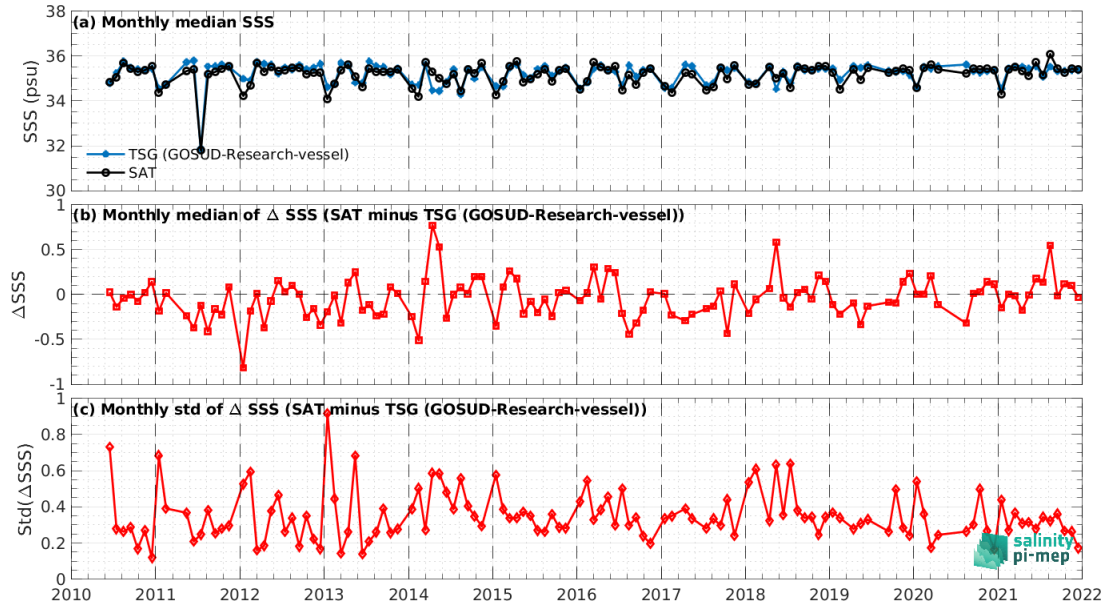 (a) Monthly median SSS
38
36
34
32
30
SSS (psu)
TSG (GOSUD-Research-vessel)
SAT
(b) Monthly median of Δ SSS (SAT minus TSG (GOSUD-Research-vessel))
1
0.5
0
-0.5
-1
ΔSSS
(c) Monthly std of Δ SSS (SAT minus TSG (GOSUD-Research-vessel))
1
0.8
0.6
0.4
0.2
0
Std(ΔSSS)
salinity
pi-mep
2010 2011 2012 2013 2014 2015 2016 2017 2018 2019 2020 2021 2022